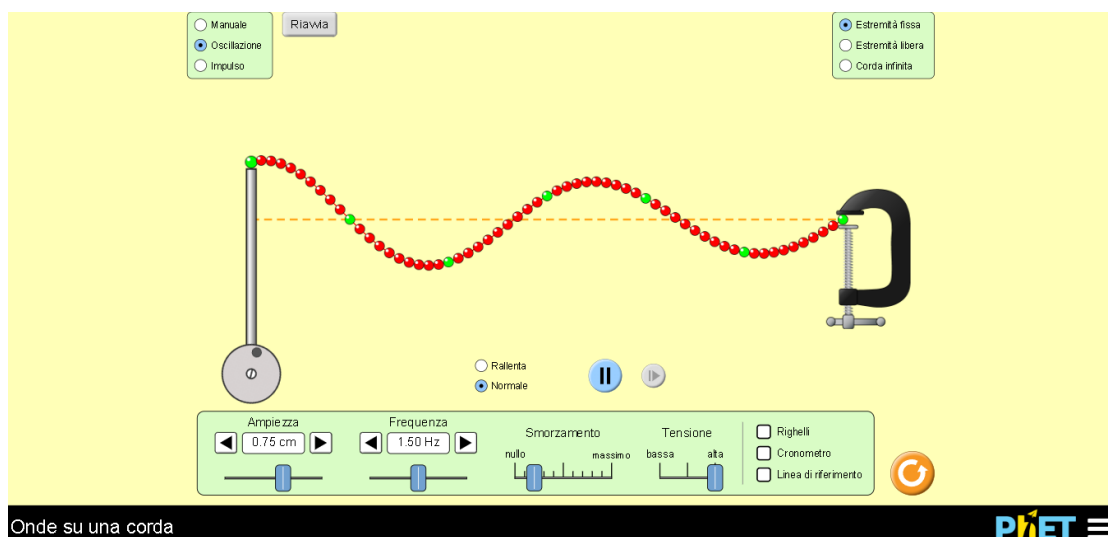 Manuale
Oscillazione
Impulso
Riavvia
Estremità fissa
Estremità libera
Corda infinita
Rallenta
Normale
Ampiezza
0.75 cm
Frequenza
1.50 Hz
Smorzamento
nullo
massimo
Tensione
bassa
alta
Righelli
Cronometro
Linea di riferimento
Onde su una corda
PhET